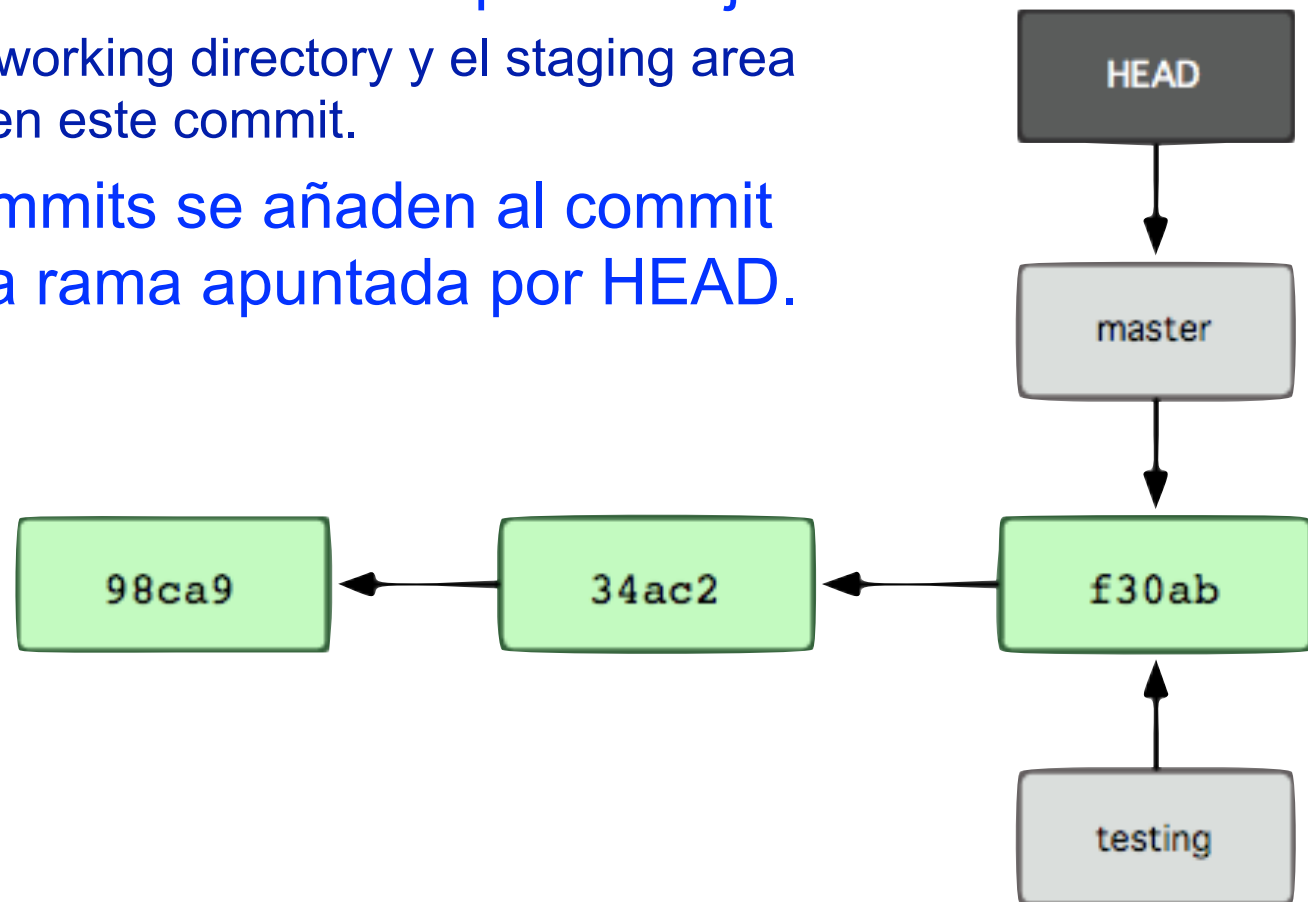 working directory y el staging area
en este commit.
mmits se añaden al commit
a rama apuntada por HEAD.
HEAD
master
98ca9
34ac2
f30ab
testing